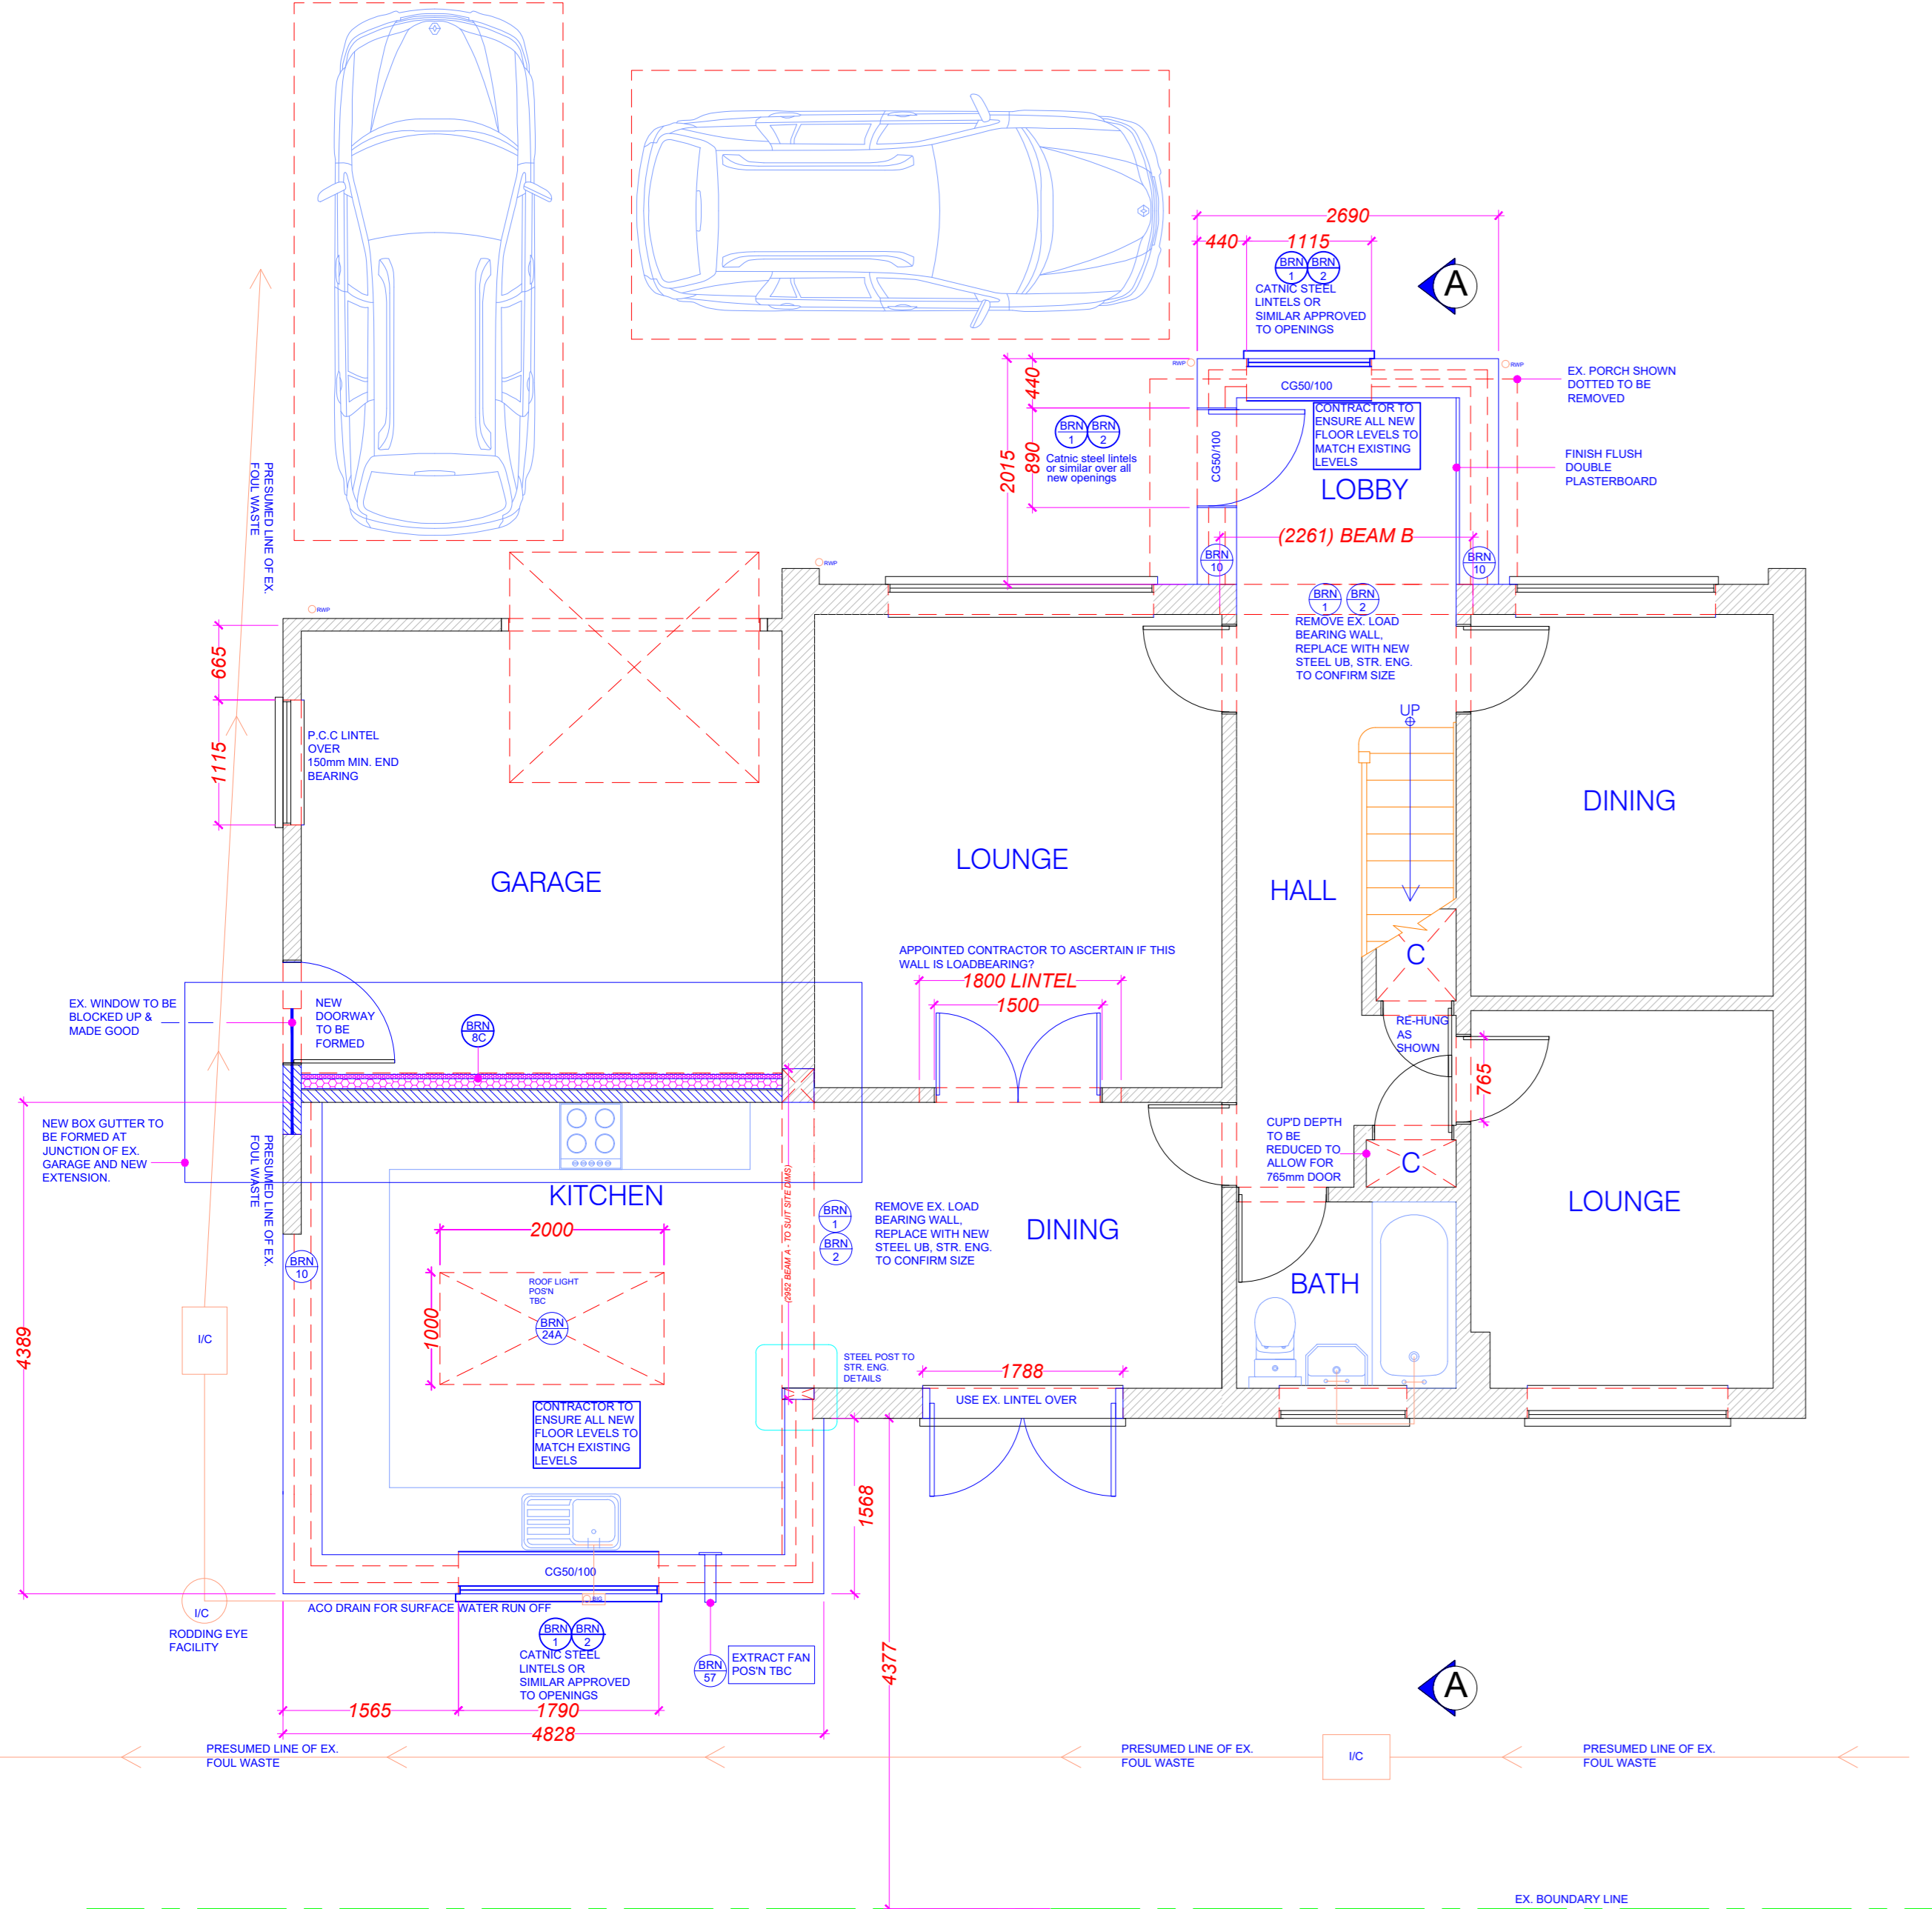 2690
440
1115
BRN
1
BRN
2
CATNIC STEEL
LINTELS OR
SIMILAR APPROVED
TO OPENINGS
A
RWP
RWP
CG50/100
EX. PORCH SHOWN
DOTTED TO BE
REMOVED
440
CONTRACTOR TO
ENSURE ALL NEW
FLOOR LEVELS TO
MATCH EXISTING
LEVELS
BRN
1
BRN
2
Catnic steel lintels
or similar over all
new openings
890
2015
CG50/100
FINISH FLUSH
DOUBLE
PLASTERBOARD
LOBBY
(2261) BEAM B
BRN
10
BRN
10
PRESUMED LINE OF EX.
FOUL WASTE
RWP
RWP
BRN
1
BRN
2
REMOVE EX. LOAD
BEARING WALL,
REPLACE WITH NEW
STEEL UB, STR. ENG.
TO CONFIRM SIZE
665
1115
P.C.C LINTEL
OVER
150mm MIN. END
BEARING
UP
GARAGE
LOUNGE
HALL
DINING
C
APPOINTED CONTRACTOR TO ASCERTAIN IF THIS
WALL IS LOADBEARING?
1800 LINTEL
1500
EX. WINDOW TO BE
BLOCKED UP &
MADE GOOD
NEW
DOORWAY
TO BE
FORMED
BRN
8C
RE-HUNG
AS
SHOWN
765
NEW BOX GUTTER TO
BE FORMED AT
JUNCTION OF EX.
GARAGE AND NEW
EXTENSION.
PRESUMED LINE OF EX.
FOUL WASTE
CUP'D DEPTH
TO BE
REDUCED TO
ALLOW FOR
765mm DOOR
C
KITCHEN
(2952 BEAM A - TO SUIT SITE DIMS)
BRN
1
BRN
2
REMOVE EX. LOAD
BEARING WALL,
REPLACE WITH NEW
STEEL UB, STR. ENG.
TO CONFIRM SIZE
DINING
LOUNGE
BATH
2000
BRN
10
ROOF LIGHT
POS'N
TBC
BRN
24A
1000
4389
I/C
STEEL POST TO
STR. ENG.
DETAILS
1788
USE EX. LINTEL OVER
CONTRACTOR TO
ENSURE ALL NEW
FLOOR LEVELS TO
MATCH EXISTING
LEVELS
1568
CG50/100
BIG
I/C
ACO DRAIN FOR SURFACE WATER RUN OFF
RODDING EYE
FACILITY
BRN
1
BRN
2
CATNIC STEEL
LINTELS OR
SIMILAR APPROVED
TO OPENINGS
BRN
57
EXTRACT FAN
POS'N TBC
4377
A
1565
1790
4828
PRESUMED LINE OF EX.
FOUL WASTE
PRESUMED LINE OF EX.
FOUL WASTE
I/C
PRESUMED LINE OF EX.
FOUL WASTE
EX. BOUNDARY LINE